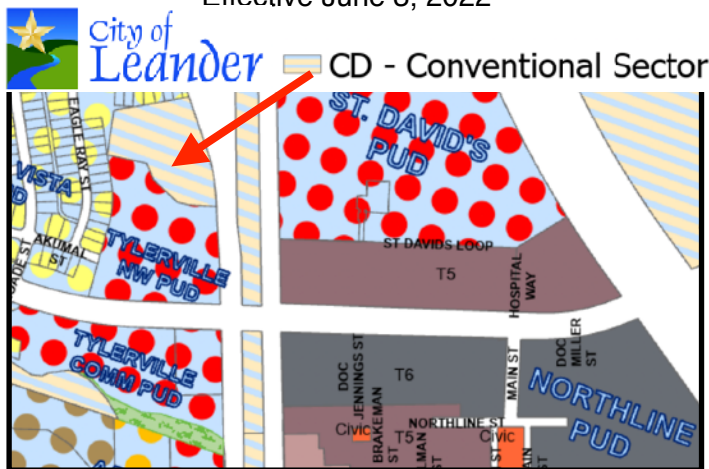 Effective June 8, 2022
City of
Leander
CD - Conventional Sector
EAGLE RAY ST
VISTA
AKUMAL
ST
TYLERVILLE
NW PUD
TYLERVILLE
COMM PUD
ST. DAVID'S
PUD
ST DAVIDS LOOP
T5
HOSPITAL
WAY
DOC
JENNINGS ST
T6
MAIN ST
DOC
MILLER
ST
NORTHLINE
PUD
NORTHLINE ST
Civic
T5
Civic
BRAKEMAN
ST
ST